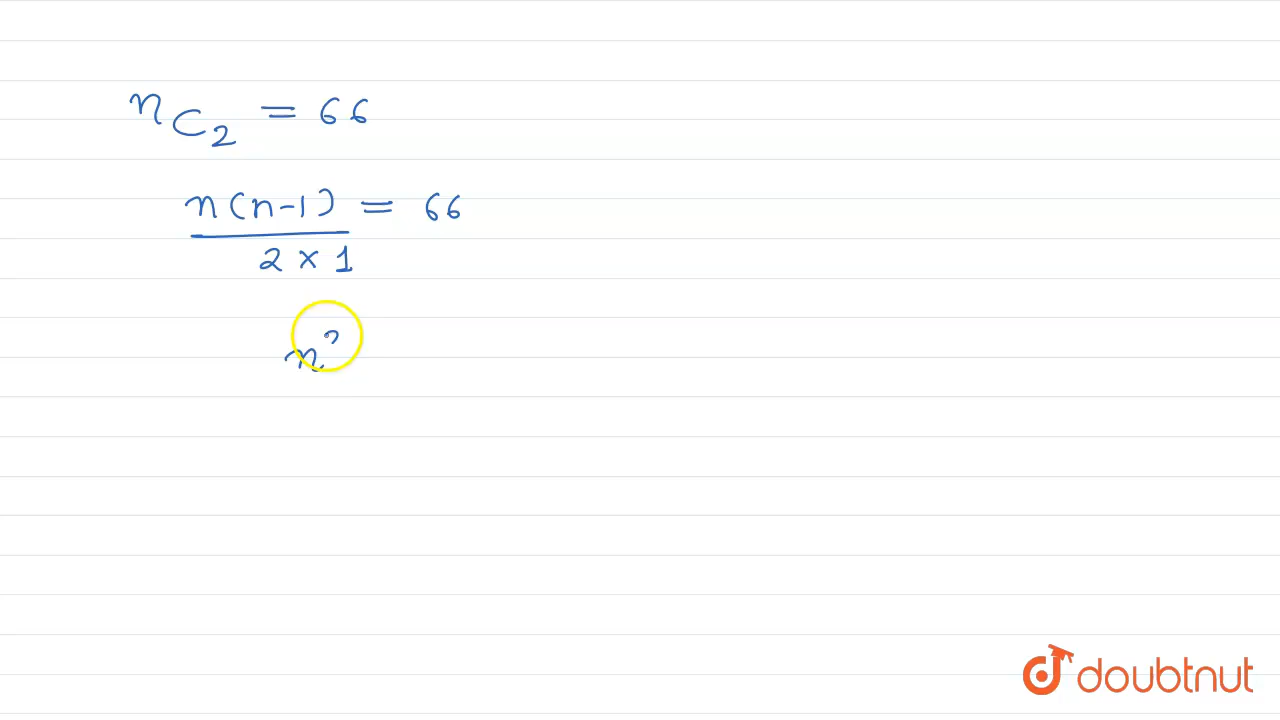 nC2 = 66
n(n-1) = 66
2 × 1
n²
doubtnut